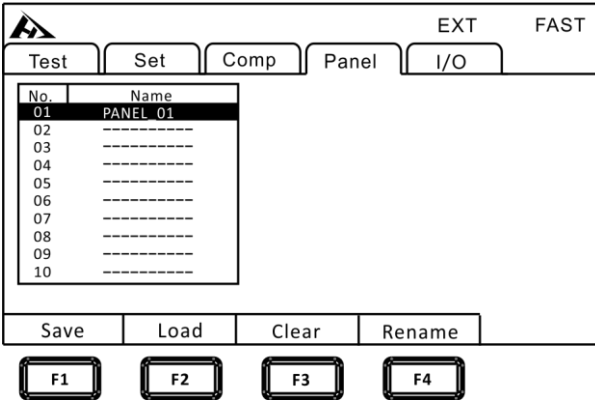 EXT FAST
Test Set Comp Panel I/O
No. Name
01 PANEL_01
02 ----------
03 ----------
04 ----------
05 ----------
06 ----------
07 ----------
08 ----------
09 ----------
10 ----------
Save Load Clear Rename
F1 F2 F3 F4